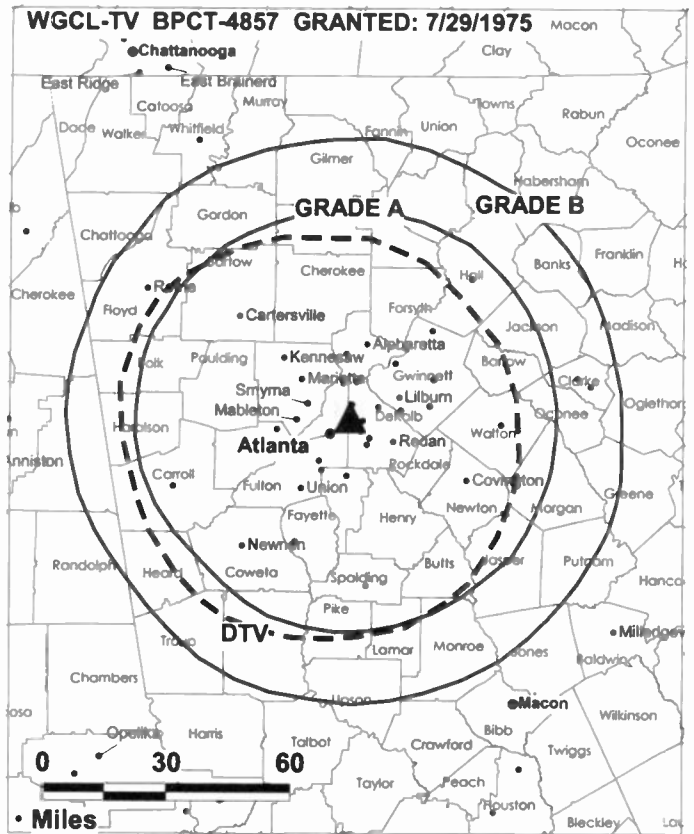 WGCL-TV BPCT-4857 GRANTED: 7/29/1975
Macon
Clay
Chattanooga
East Ridge
East Brainerd
Catoosa
Murray
Towns
Rabun
Dade
Walker
Whitfield
Fannin
Union
Oconee
Gilmer
Habersham
GRADE A
GRADE B
Gordon
Chattooga
Bartow
Cherokee
Hall
Banks
Franklin
Cherokee
Rome
Floyd
Cartersville
Forsyth
Jackson
Madison
Alpharetta
Polk
Paulding
Kennesaw
Barrow
Marietta
Gwinnett
Clarke
Smyrna
Lilburn
Mableton
DeKalb
Oconee
Oglethor
Haralson
Atlanta
Redan
Walton
Anniston
Rockdale
Carroll
Fulton
Union
Covington
Greene
Newton
Morgan
Fayette
Henry
Newnan
Randolph
Heard
Coweta
Spalding
Butts
Jasper
Putnam
Hanco
Pike
DTV
Troup
Lamar
Monroe
Jones
Milledgev
Baldwin
Chambers
Upson
Macon
Wilkinson
Opelika
Harris
Talbot
Crawford
Bibb
Twiggs
0 30 60
Taylor
Peach
Houston
Miles
Bleckley